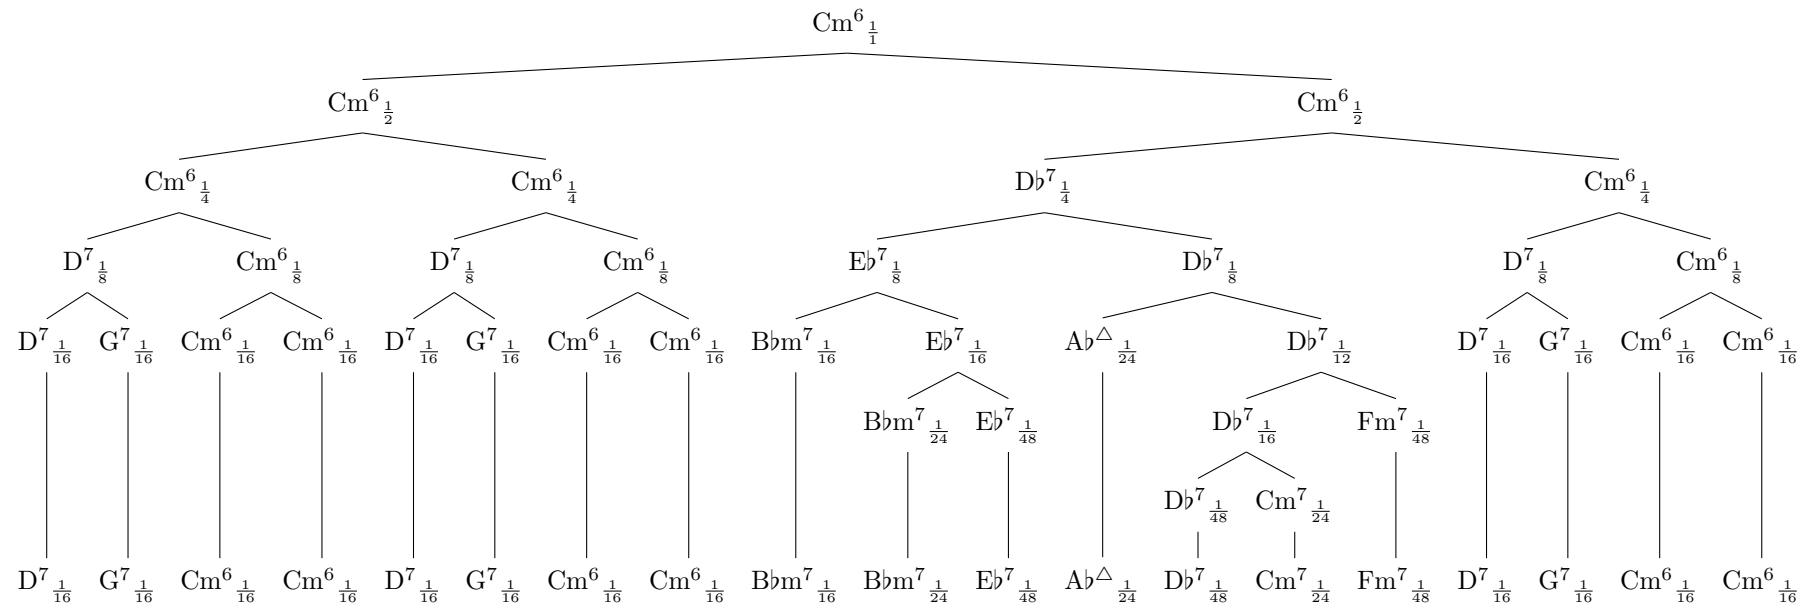 Cm⁶ 1/1
Cm⁶ 1/2 Cm⁶ 1/2
Cm⁶ 1/4 Cm⁶ 1/4 D♭⁷ 1/4 Cm⁶ 1/4
D⁷ 1/8 Cm⁶ 1/8 D⁷ 1/8 Cm⁶ 1/8 E♭⁷ 1/8 D♭⁷ 1/8 D⁷ 1/8 Cm⁶ 1/8
D⁷ 1/16 G⁷ 1/16 Cm⁶ 1/16 Cm⁶ 1/16 D⁷ 1/16 G⁷ 1/16 Cm⁶ 1/16 Cm⁶ 1/16 B♭m⁷ 1/16 E♭⁷ 1/16 A♭△ 1/24 D♭⁷ 1/12 D⁷ 1/16 G⁷ 1/16 Cm⁶ 1/16 Cm⁶ 1/16
B♭m⁷ 1/24 E♭⁷ 1/48 D♭⁷ 1/16 Fm⁷ 1/48
D♭⁷ 1/48 Cm⁷ 1/24
D⁷ 1/16 G⁷ 1/16 Cm⁶ 1/16 Cm⁶ 1/16 D⁷ 1/16 G⁷ 1/16 Cm⁶ 1/16 Cm⁶ 1/16 B♭m⁷ 1/16 B♭m⁷ 1/24 E♭⁷ 1/48 A♭△ 1/24 D♭⁷ 1/48 Cm⁷ 1/24 Fm⁷ 1/48 D⁷ 1/16 G⁷ 1/16 Cm⁶ 1/16 Cm⁶ 1/16